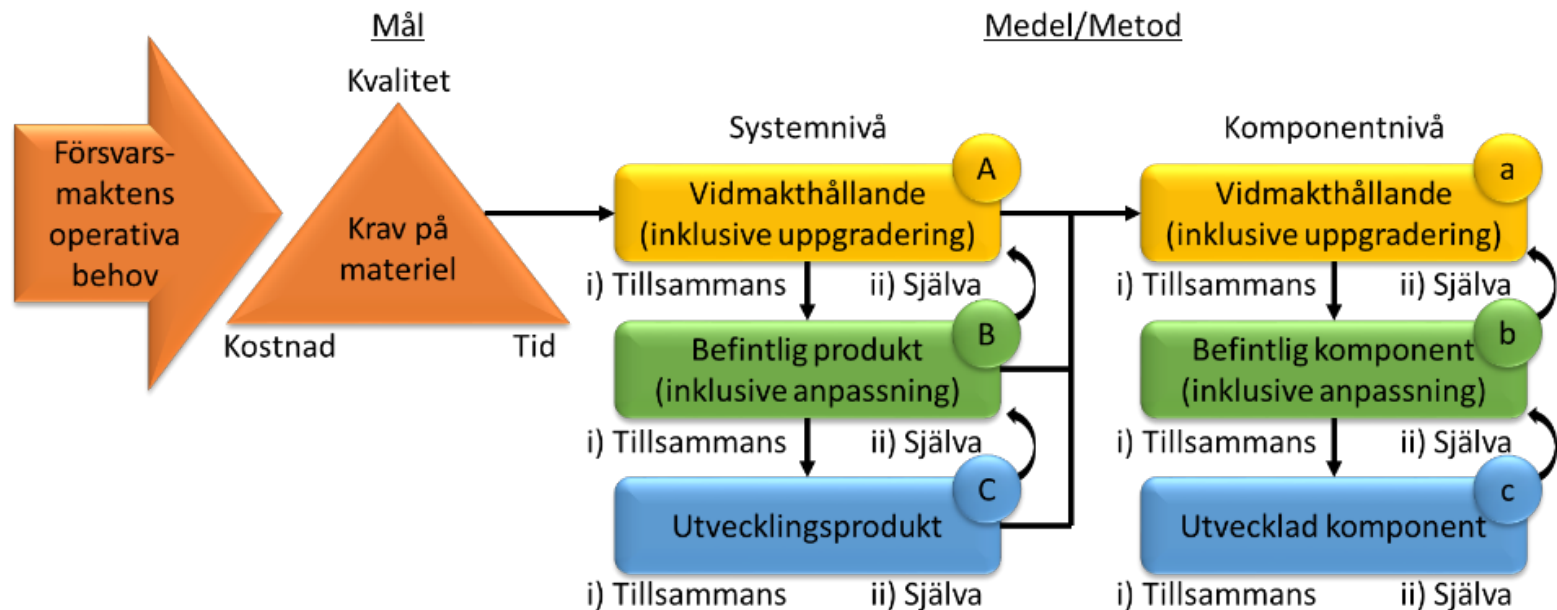 Mål
Medel/Metod
Försvars-
maktens
operativa
behov
Kvalitet
Krav på
materiel
Kostnad
Tid
Systemnivå
A
Vidmakthållande
(inklusive uppgradering)
i) Tillsammans
ii) Själva
B
Befintlig produkt
(inklusive anpassning)
i) Tillsammans
ii) Själva
C
Utvecklingsprodukt
i) Tillsammans
ii) Själva
Komponentnivå
a
Vidmakthållande
(inklusive uppgradering)
i) Tillsammans
ii) Själva
b
Befintlig komponent
(inklusive anpassning)
i) Tillsammans
ii) Själva
c
Utvecklad komponent
i) Tillsammans
ii) Själva